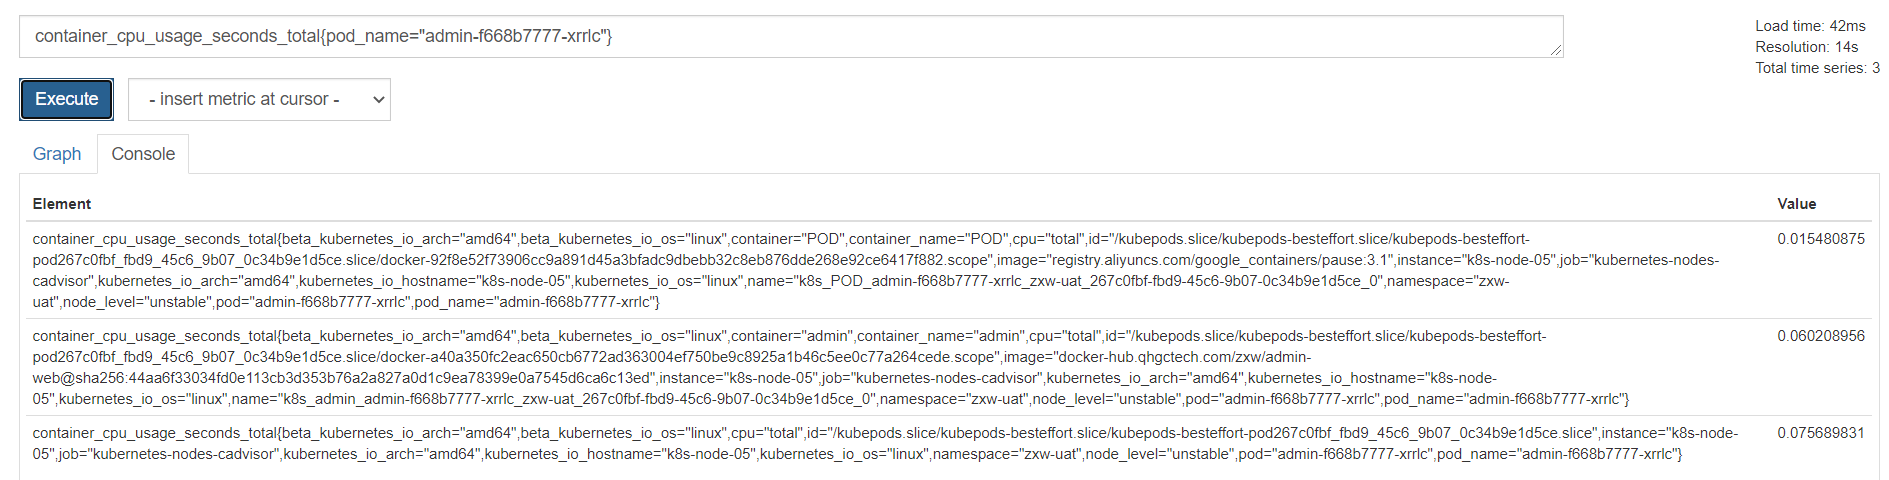 container_cpu_usage_seconds_total{pod_name="admin-f668b7777-xrrlc"}
Load time: 42ms
Resolution: 14s
Total time series: 3
Execute
- insert metric at cursor -
Graph
Console
Element
Value
container_cpu_usage_seconds_total{beta_kubernetes_io_arch="amd64",beta_kubernetes_io_os="linux",container="POD",container_name="POD",cpu="total",id="/kubepods.slice/kubepods-besteffort.slice/kubepods-besteffort-
pod267c0fbf_fbd9_45c6_9b07_0c34b9e1d5ce.slice/docker-92f8e52f73906cc9a891d45a3bfadc9dbebb32c8eb876dde268e92ce6417f882.scope",image="registry.aliyuncs.com/google_containers/pause:3.1",instance="k8s-node-05",job="kubernetes-nodes-
cadvisor",kubernetes_io_arch="amd64",kubernetes_io_hostname="k8s-node-05",kubernetes_io_os="linux",name="k8s_POD_admin-f668b7777-xrrlc_zxw-uat_267c0fbf-fbd9-45c6-9b07-0c34b9e1d5ce_0",namespace="zxw-
uat",node_level="unstable",pod="admin-f668b7777-xrrlc",pod_name="admin-f668b7777-xrrlc"}
0.015480875
container_cpu_usage_seconds_total{beta_kubernetes_io_arch="amd64",beta_kubernetes_io_os="linux",container="admin",container_name="admin",cpu="total",id="/kubepods.slice/kubepods-besteffort.slice/kubepods-besteffort-
pod267c0fbf_fbd9_45c6_9b07_0c34b9e1d5ce.slice/docker-a40a350fc2eac650cb6772ad363004ef750be9c8925a1b46c5ee0c77a264cede.scope",image="docker-hub.qhgctech.com/zxw/admin-
web@sha256:44aa6f33034fd0e113cb3d353b76a2a827a0d1c9ea78399e0a7545d6ca6c13ed",instance="k8s-node-05",job="kubernetes-nodes-cadvisor",kubernetes_io_arch="amd64",kubernetes_io_hostname="k8s-node-
05",kubernetes_io_os="linux",name="k8s_admin_admin-f668b7777-xrrlc_zxw-uat_267c0fbf-fbd9-45c6-9b07-0c34b9e1d5ce_0",namespace="zxw-uat",node_level="unstable",pod="admin-f668b7777-xrrlc",pod_name="admin-f668b7777-xrrlc"}
0.060208956
container_cpu_usage_seconds_total{beta_kubernetes_io_arch="amd64",beta_kubernetes_io_os="linux",cpu="total",id="/kubepods.slice/kubepods-besteffort.slice/kubepods-besteffort-pod267c0fbf_fbd9_45c6_9b07_0c34b9e1d5ce.slice",instance="k8s-node-
05",job="kubernetes-nodes-cadvisor",kubernetes_io_arch="amd64",kubernetes_io_hostname="k8s-node-05",kubernetes_io_os="linux",namespace="zxw-uat",node_level="unstable",pod="admin-f668b7777-xrrlc",pod_name="admin-f668b7777-xrrlc"}
0.075689831